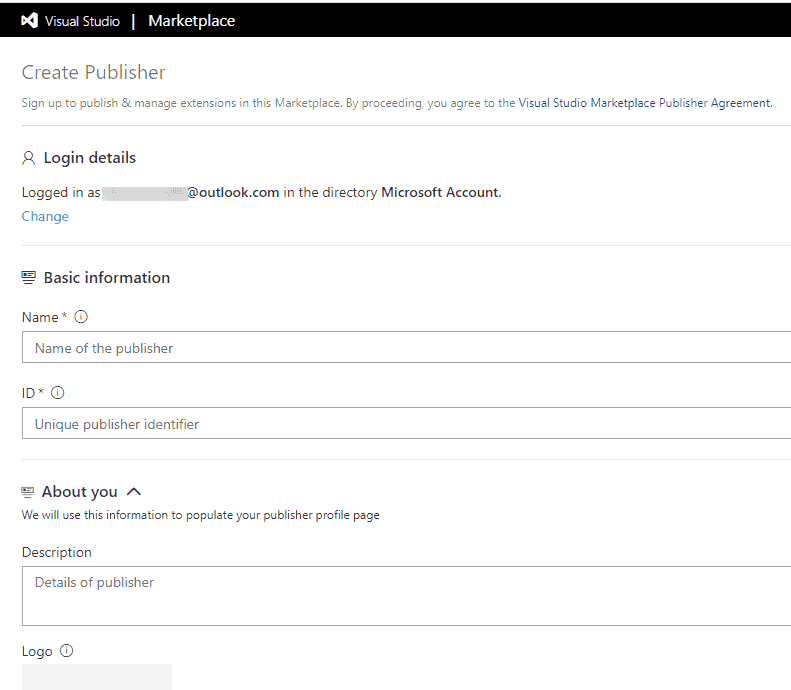 Visual Studio | Marketplace
Create Publisher
Sign up to publish & manage extensions in this Marketplace. By proceeding, you agree to the Visual Studio Marketplace Publisher Agreement.
Login details
Logged in as @outlook.com in the directory Microsoft Account.
Change
Basic information
Name *
Name of the publisher
ID *
Unique publisher identifier
About you
We will use this information to populate your publisher profile page
Description
Details of publisher
Logo